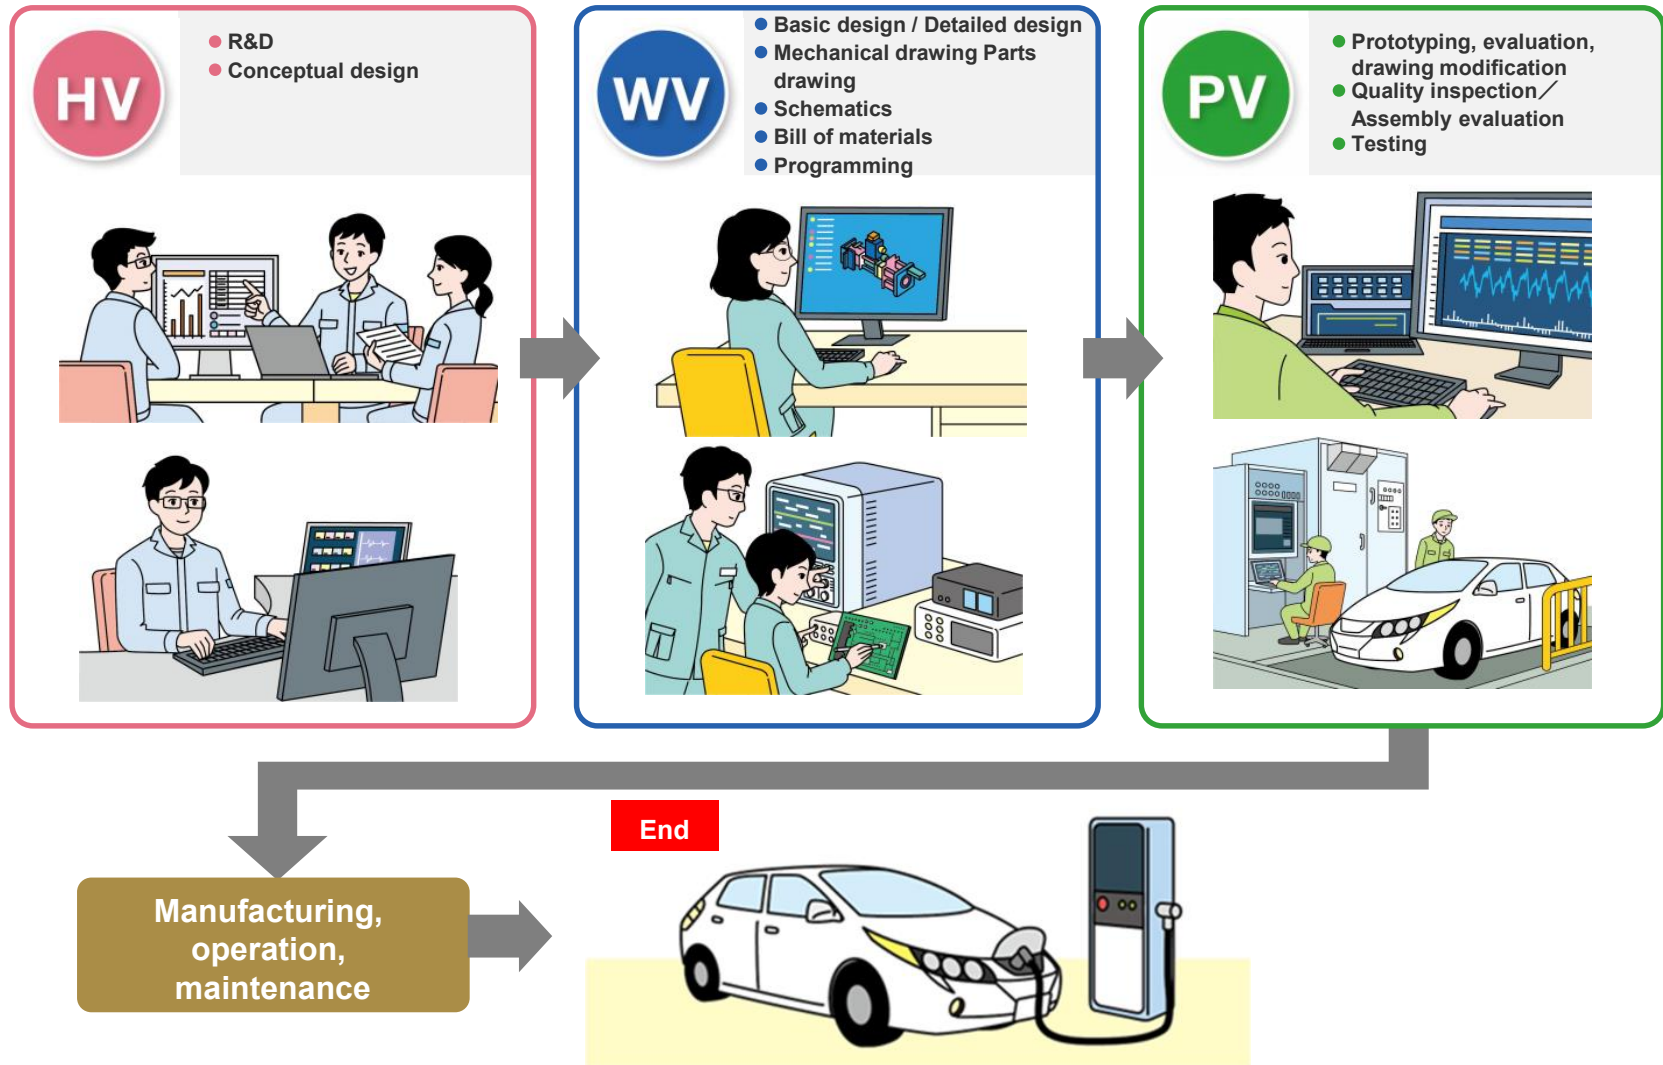 HV
R&D
Conceptual design
WV
Basic design / Detailed design
Mechanical drawing Parts
drawing
Schematics
Bill of materials
Programming
PV
Prototyping, evaluation,
drawing modification
Quality inspection／
Assembly evaluation
Testing
End
Manufacturing,
operation,
maintenance